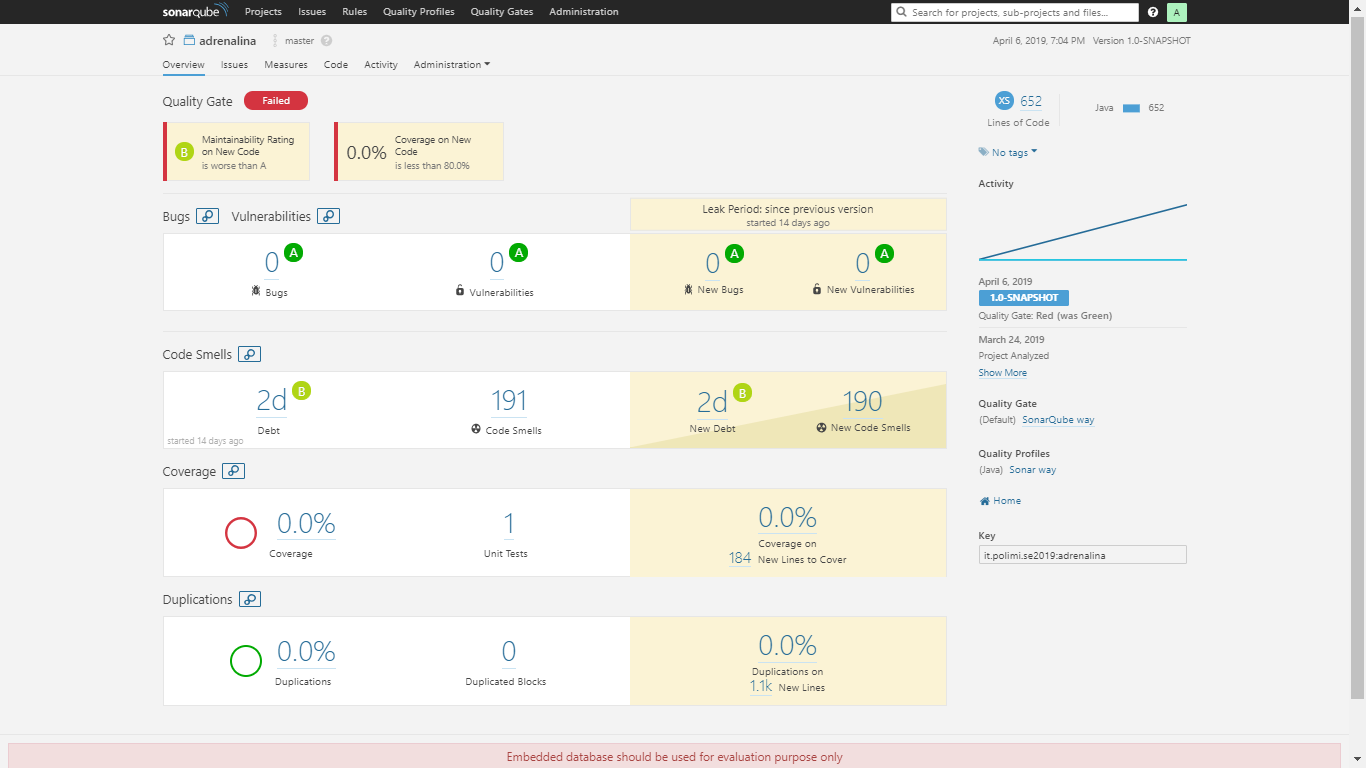 sonarqube Projects Issues Rules Quality Profiles Quality Gates Administration Search for projects, sub-projects and files... ? A
adrenalina master ? April 6, 2019, 7:04 PM Version 1.0-SNAPSHOT
Overview Issues Measures Code Activity Administration
Quality Gate Failed
B Maintainability Rating
on New Code
is worse than A
0.0% Coverage on New
Code
is less than 80.0%
Bugs Vulnerabilities
Leak Period: since previous version
started 14 days ago
0 A
Bugs
0 A
Vulnerabilities
0 A
New Bugs
0 A
New Vulnerabilities
Code Smells
2d B
Debt
started 14 days ago
191
Code Smells
2d B
New Debt
190
New Code Smells
Coverage
0.0%
Coverage
1
Unit Tests
0.0%
Coverage on
184 New Lines to Cover
Duplications
0.0%
Duplications
0
Duplicated Blocks
0.0%
Duplications on
1.1k New Lines
XS 652
Lines of Code
Java 652
No tags
Activity
April 6, 2019
1.0-SNAPSHOT
Quality Gate: Red (was Green)
March 24, 2019
Project Analyzed
Show More
Quality Gate
(Default) SonarQube way
Quality Profiles
(Java) Sonar way
Home
Key
it.polimi.se2019:adrenalina
Embedded database should be used for evaluation purpose only